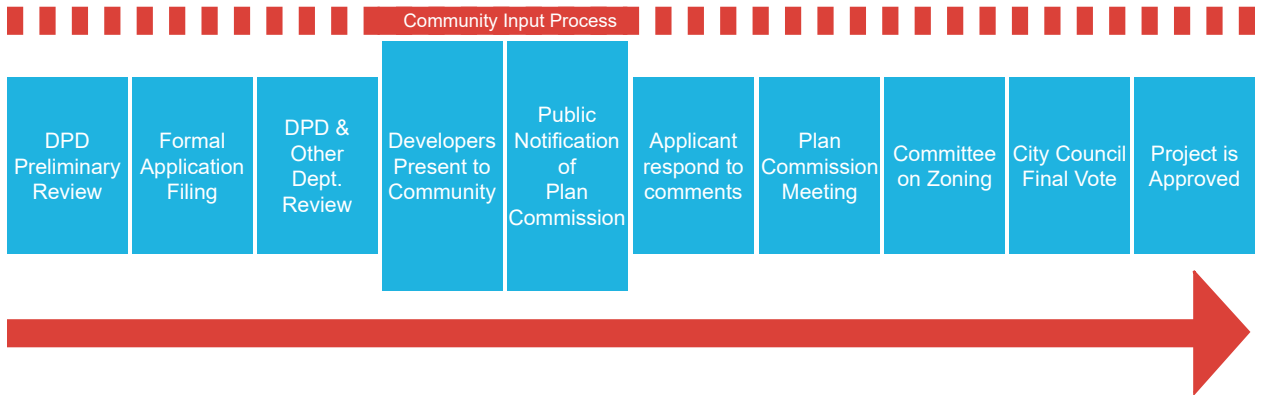 Community Input Process
DPD
Preliminary
Review
Formal
Application
Filing
DPD &
Other
Dept.
Review
Developers
Present to
Community
Public
Notification
of
Plan
Commission
Applicant
respond to
comments
Plan
Commission
Meeting
Committee
on Zoning
City Council
Final Vote
Project is
Approved